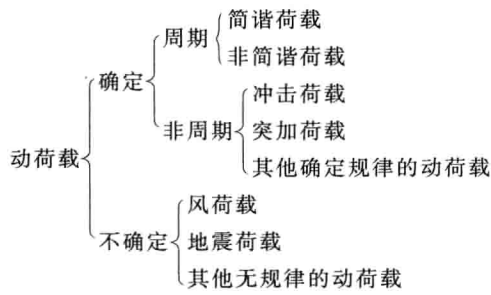 简谐荷载
周期
非简谐荷载
确定
冲击荷载
非周期
突加荷载
其他确定规律的动荷载
动荷载
风荷载
不确定
地震荷载
其他无规律的动荷载